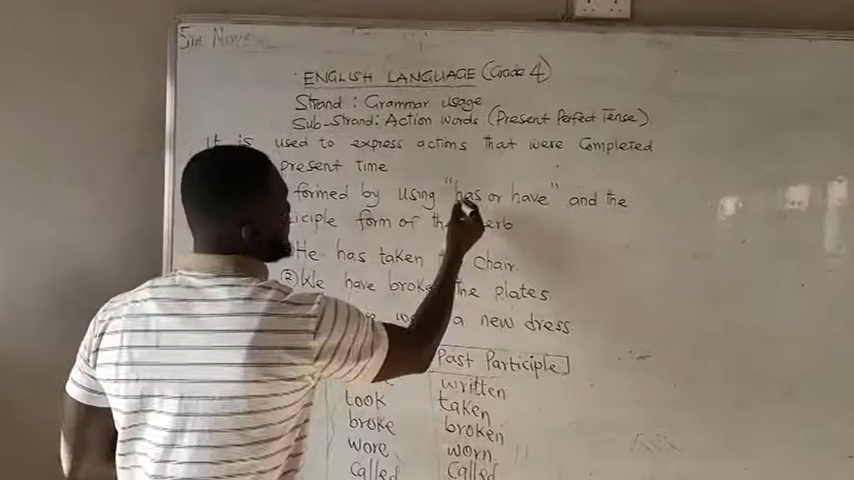 ENGLISH LANGUAGE (Grade 4)
Strand : Grammar usage
Sub-Strand: Action words (Present Perfect Tense)
It is used to express actims that were Completed
present time
formed by using "has or have" and the
form of the
He has taken the chair
② We have broken the plates
a new dress
Past Participle
written
took taken
broke broken
wore worn
called called